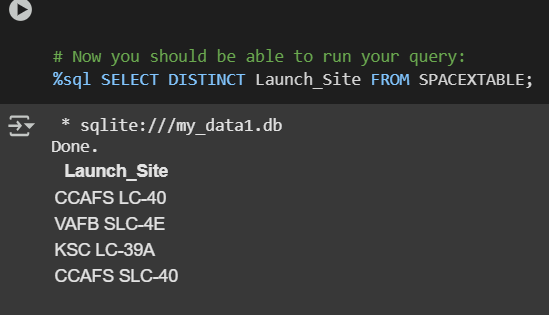 # Now you should be able to run your query:
%sql SELECT DISTINCT Launch_Site FROM SPACEXTABLE;
* sqlite:///my_data1.db
Done.
Launch_Site
CCAFS LC-40
VAFB SLC-4E
KSC LC-39A
CCAFS SLC-40